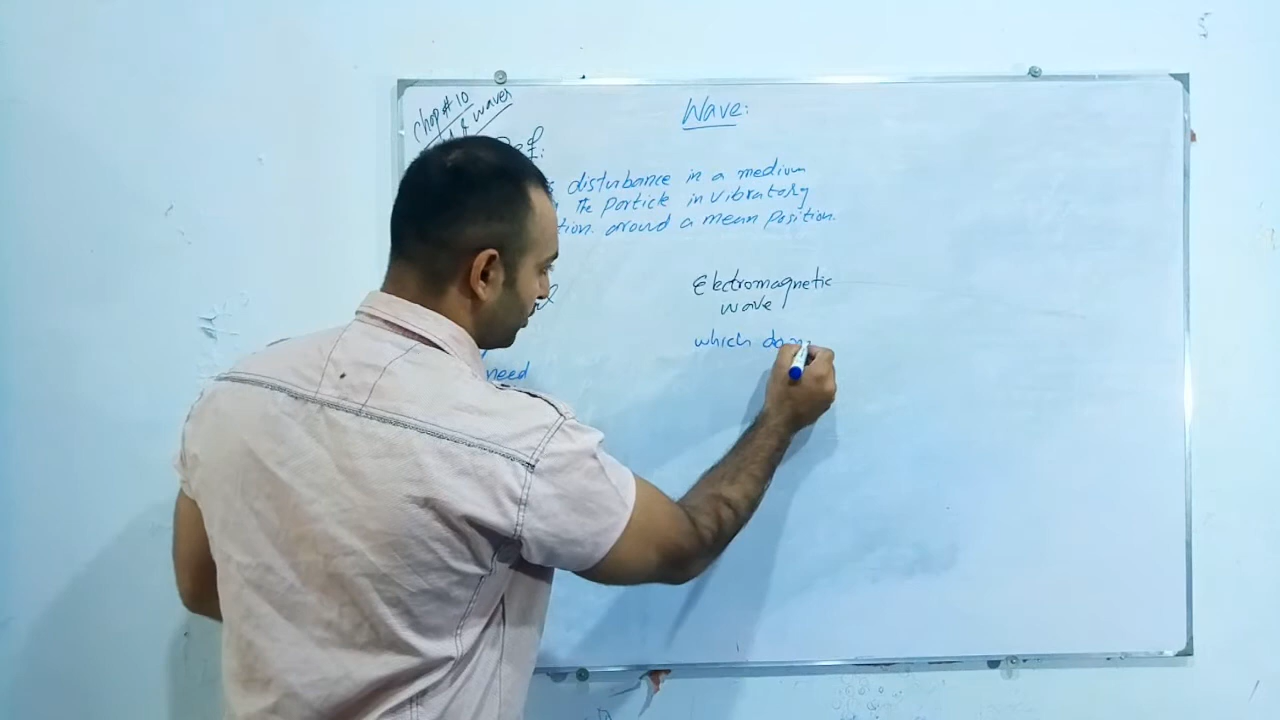 Chap# 10
& waves
Wave:
Def:
disturbance in a medium
the particle in vibratory
tion. around a mean position.
Electromagnetic
wave
which do
need